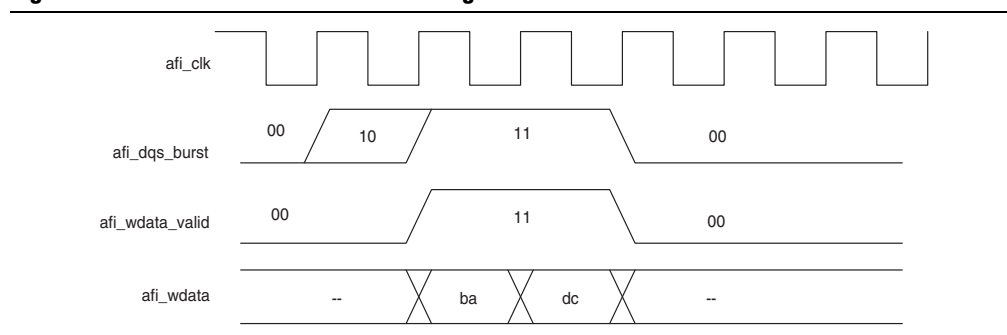 afi_clk
00 10 11 00
afi_dqs_burst
00 11 00
afi_wdata_valid
afi_wdata -- ba dc --